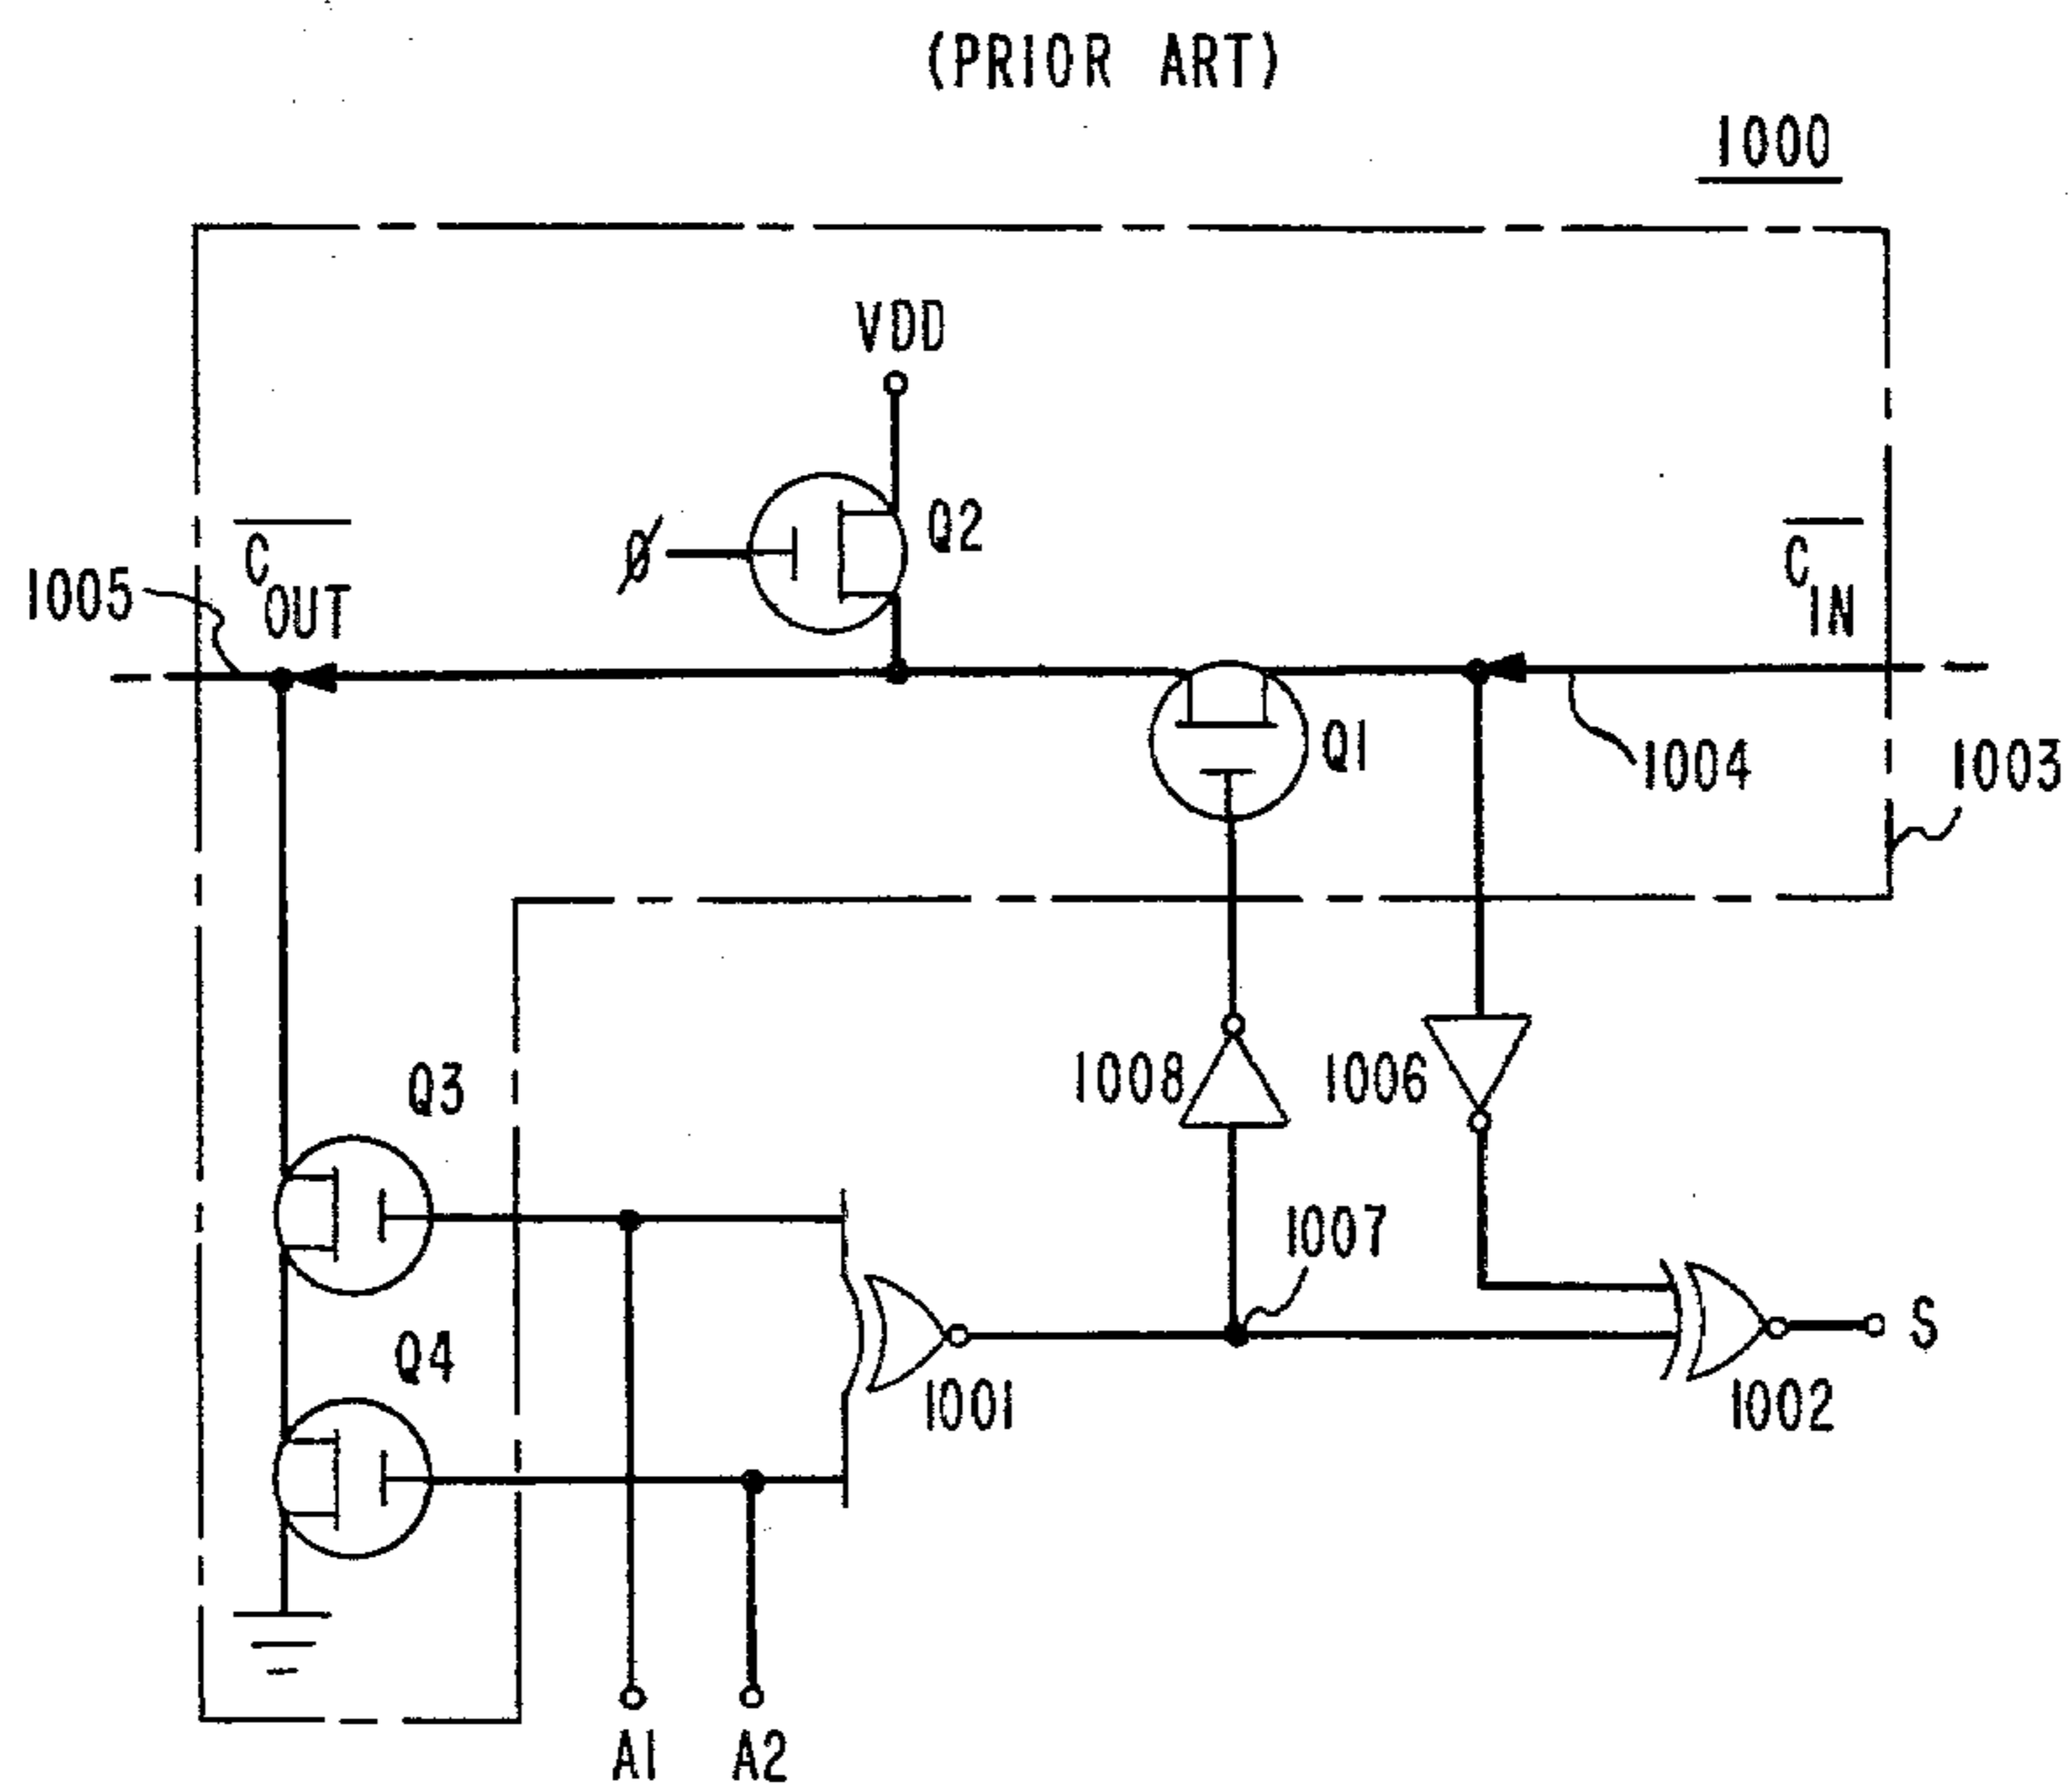 (PRIOR ART)
1000
VDD
Q2
Ø
C
OUT
C
IN
1005
Q1
1004
1003
Q3
1008
1006
1007
Q4
1001
1002
S
A1
A2